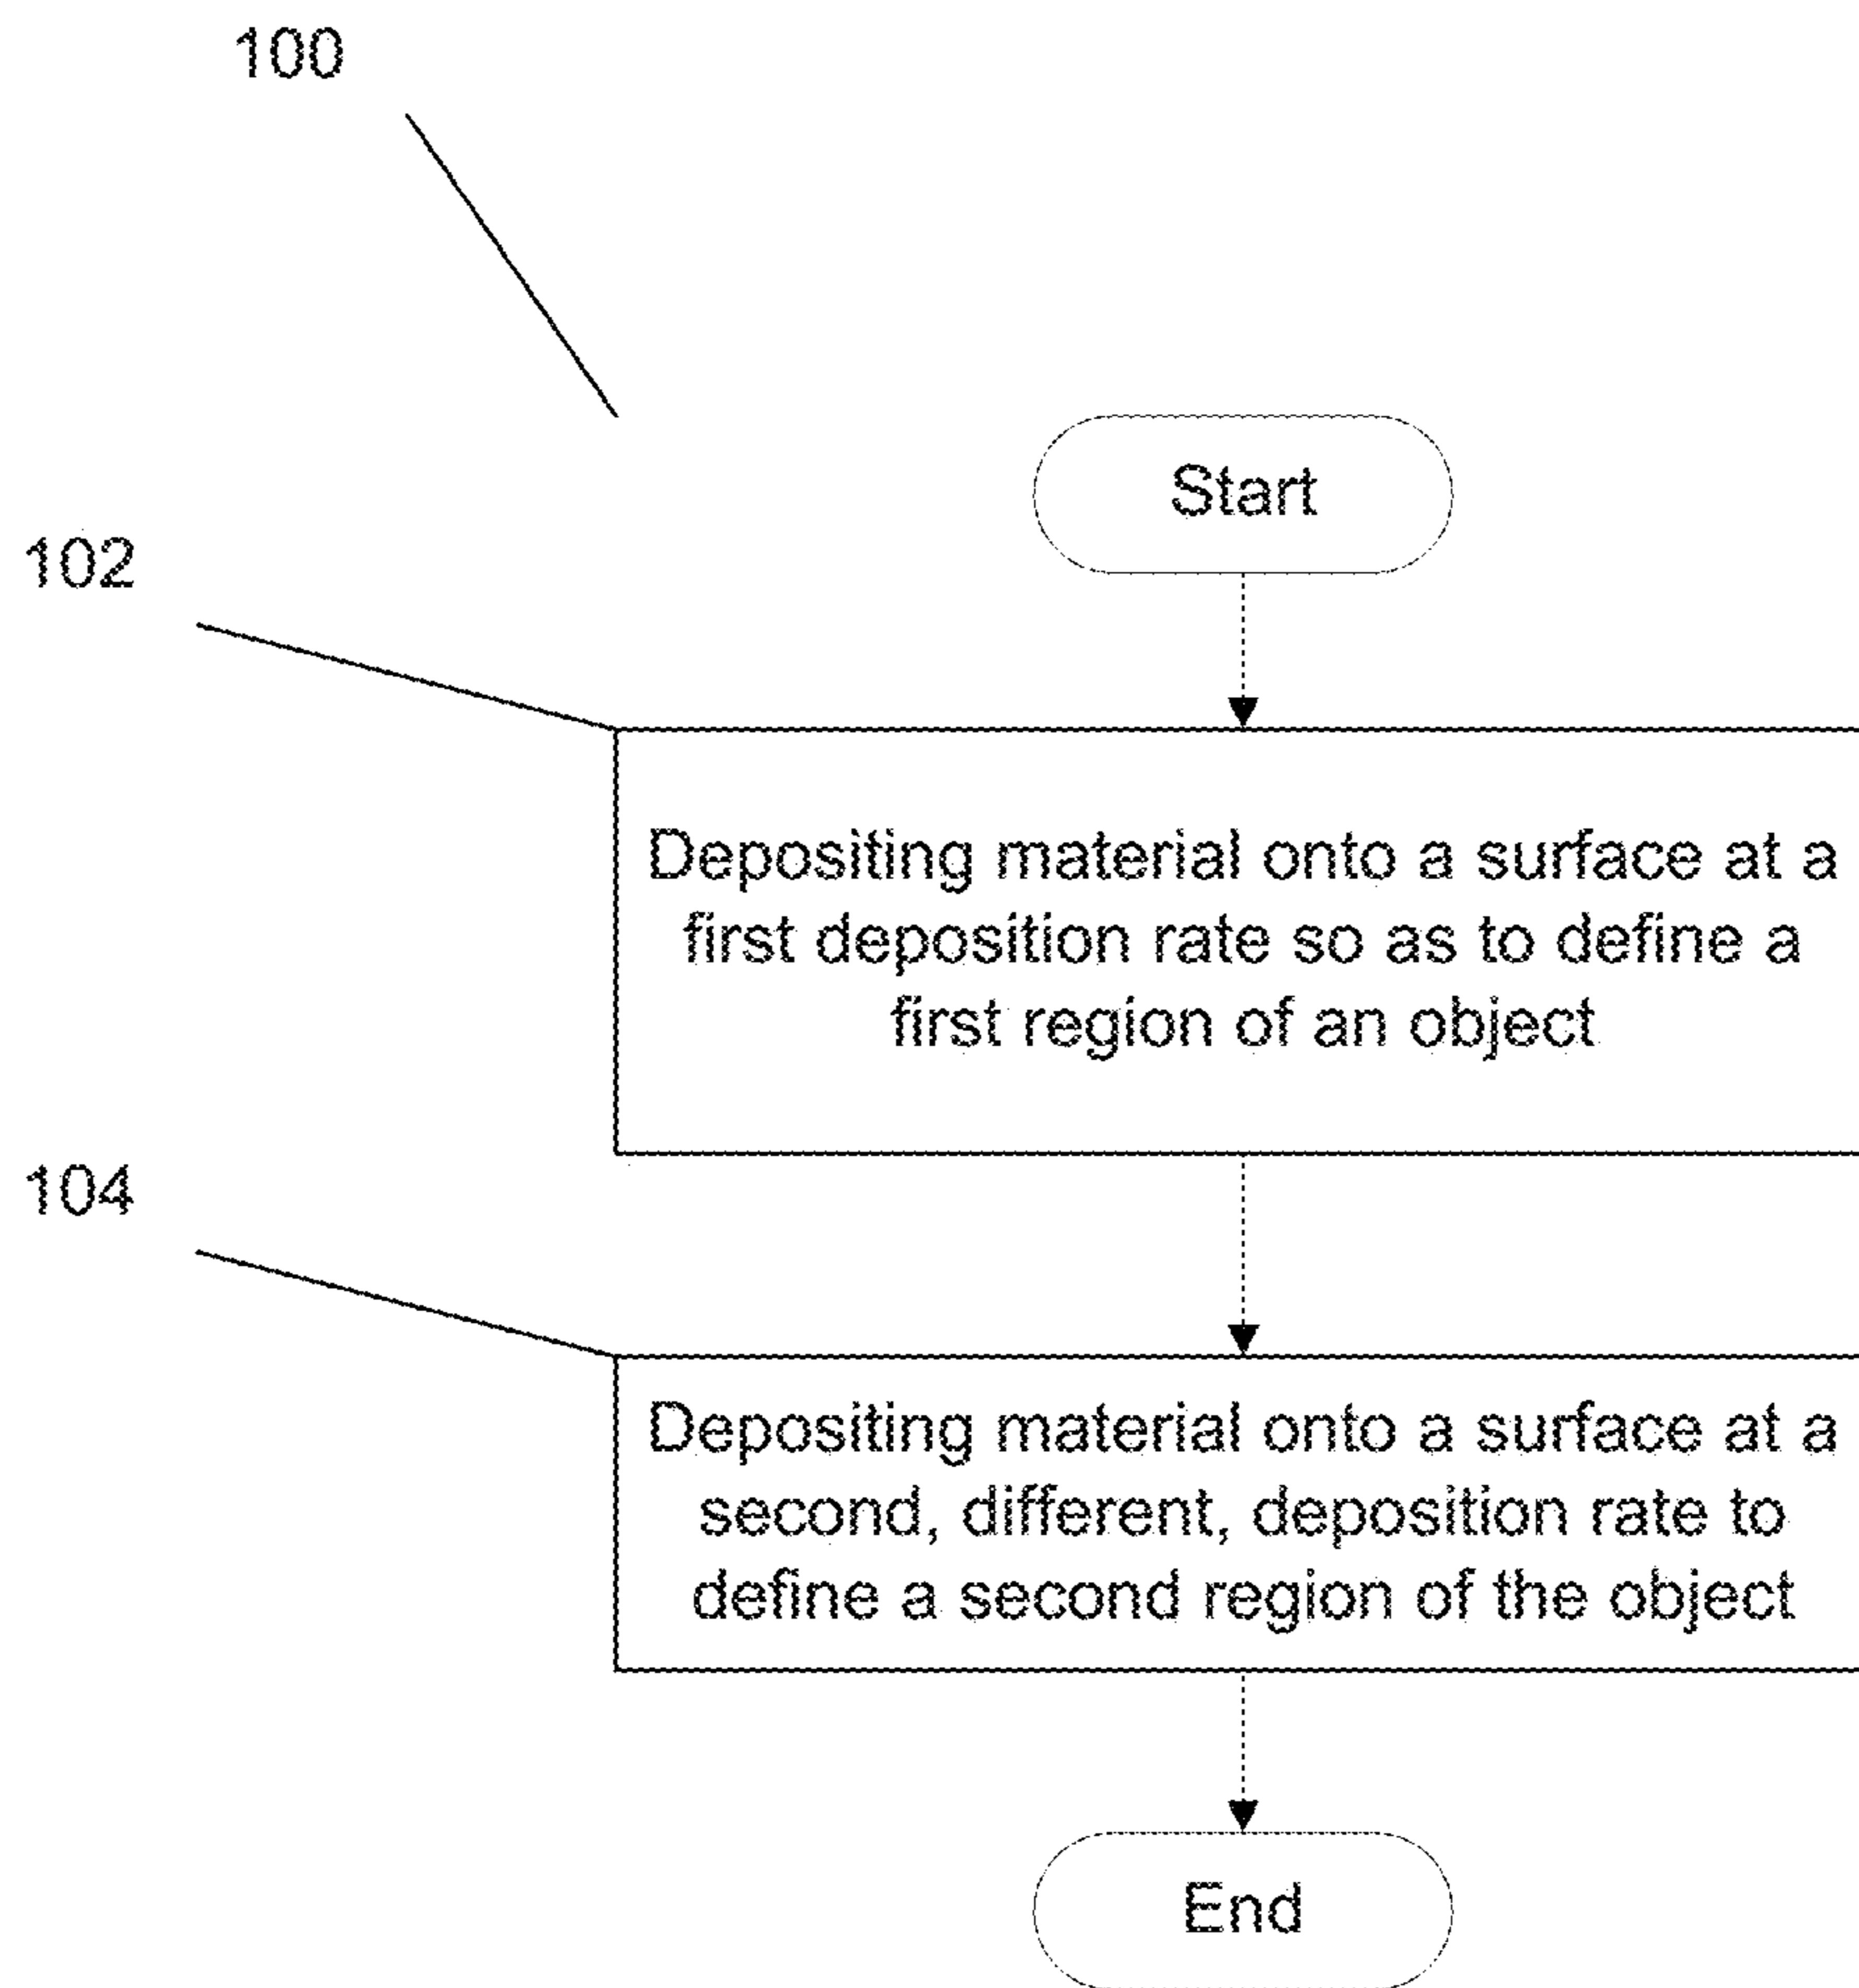 100
Start
102
Depositing material onto a surface at a
first deposition rate so as to define a
first region of an object
104
Depositing material onto a surface at a
second, different, deposition rate to
define a second region of the object
End